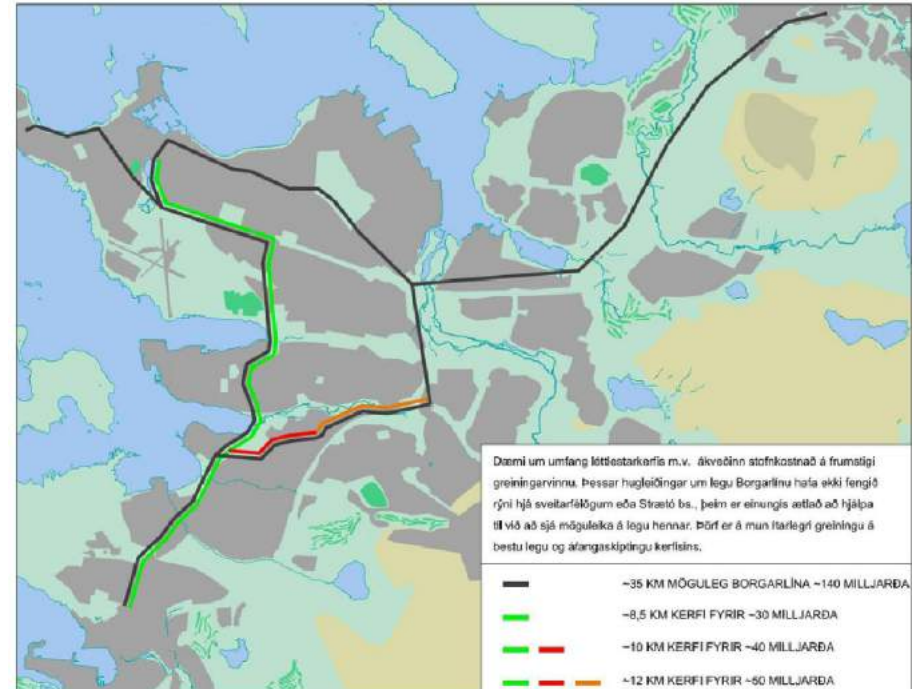 Dæmi um umfang léttlestarkerfis m.v. ákveðinn stofnkostnað á frumstigi
greiningarvinnu. Þessar hugleiðingar um legu Borgarlínu hafa ekki fengið
rýni hjá sveitarfélögum eða Strætó bs., þeim er einungis ætlað að hjálpa
til við að sjá möguleika á legu hennar. Þörf er á mun ítarlegri greiningu á
bestu legu og áfangaskiptingu kerfisins.
~35 KM MÖGULEG BORGARLÍNA ~140 MILLJARÐA
~8,5 KM KERFI FYRIR ~30 MILLJARÐA
~10 KM KERFI FYRIR ~40 MILLJARÐA
~12 KM KERFI FYRIR ~50 MILLJARÐA